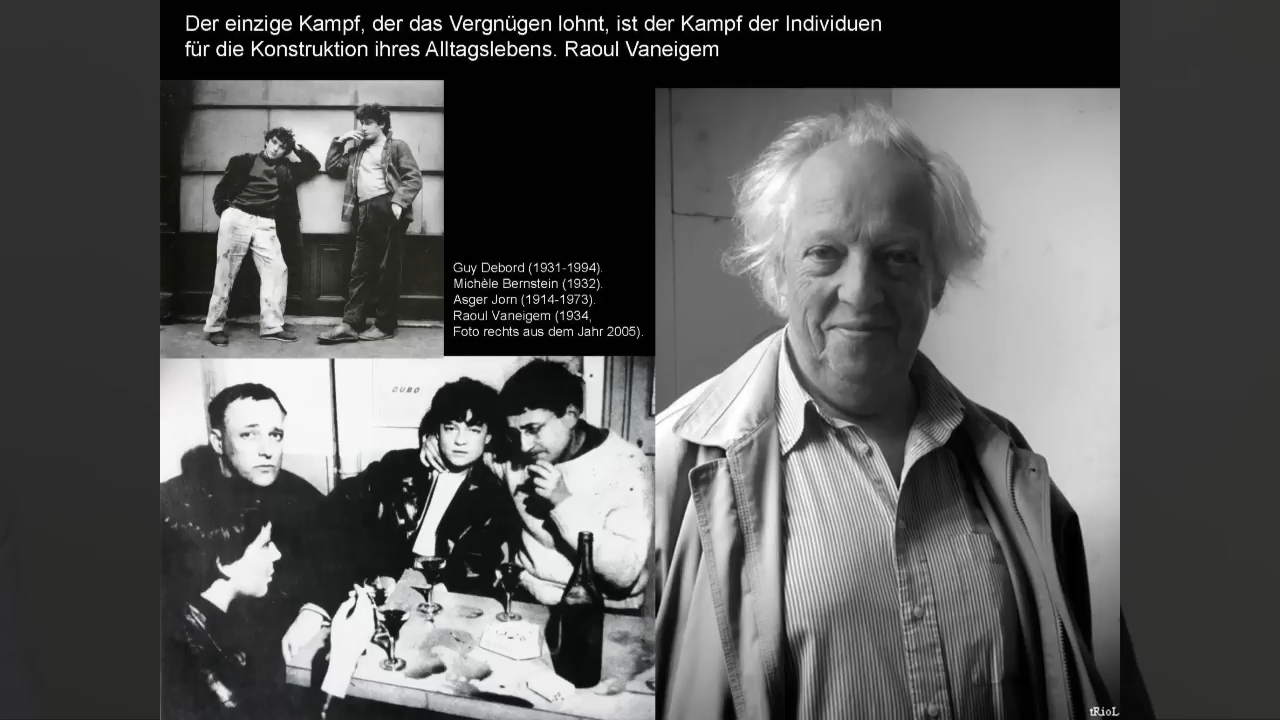 Der einzige Kampf, der das Vergnügen lohnt, ist der Kampf der Individuen
für die Konstruktion ihres Alltagslebens. Raoul Vaneigem
Guy Debord (1931-1994).
Michèle Bernstein (1932).
Asger Jorn (1914-1973).
Raoul Vaneigem (1934,
Foto rechts aus dem Jahr 2005).
CUBO
tRioL